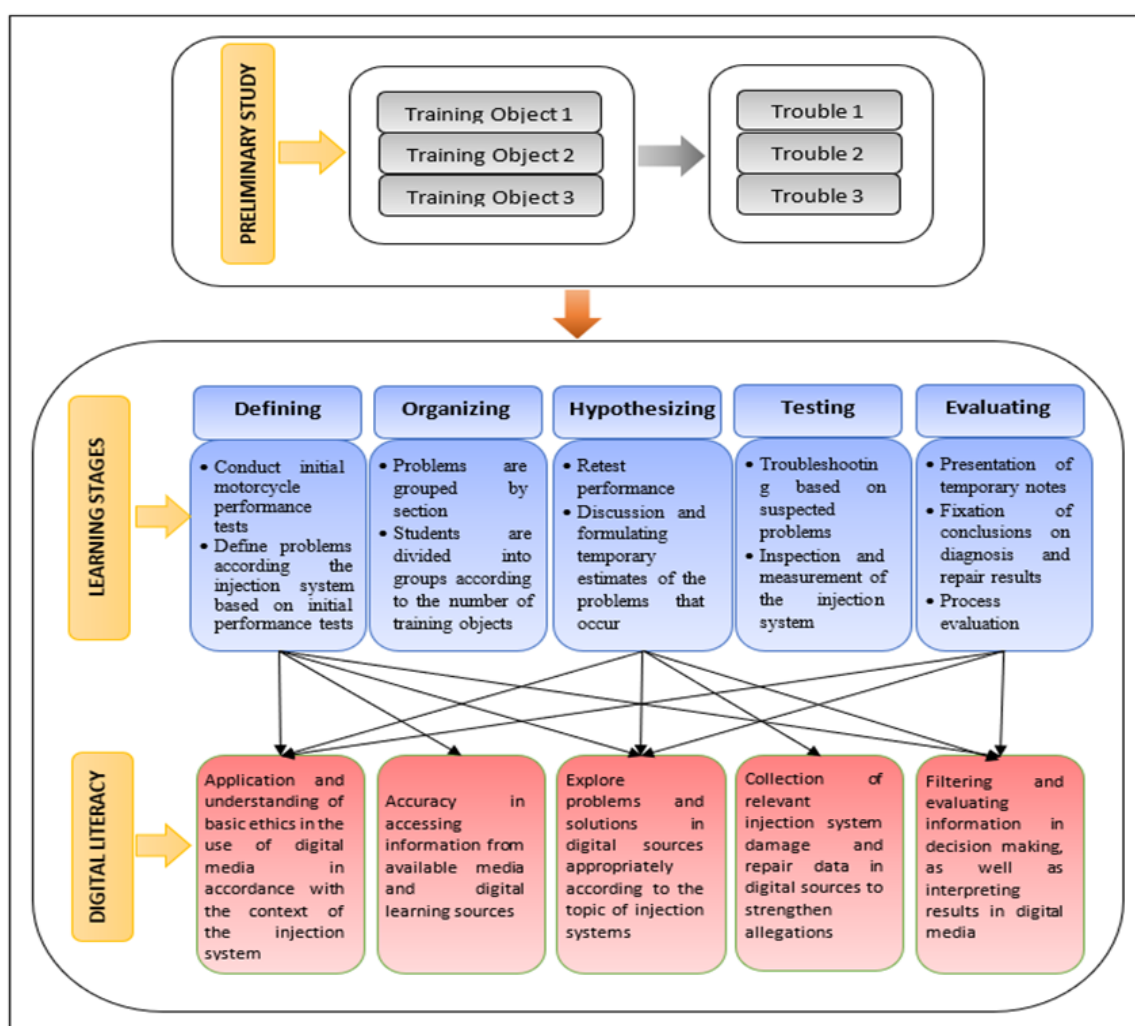 PRELIMINARY STUDY
Training Object 1
Training Object 2
Training Object 3
Trouble 1
Trouble 2
Trouble 3
LEARNING STAGES
Defining
• Conduct initial
motorcycle
performance
tests
• Define problems
according the
injection system
based on initial
performance tests
Organizing
• Problems are
grouped by
section
• Students are
divided into
groups according
to the number of
training objects
Hypothesizing
• Retest
performance
• Discussion and
formulating
temporary
estimates of the
problems that
occur
Testing
• Troubleshootin
g based on
suspected
problems
• Inspection and
measurement of
the injection
system
Evaluating
• Presentation of
temporary notes
• Fixation of
conclusions on
diagnosis and
repair results
• Process
evaluation
DIGITAL LITERACY
Application and
understanding of
basic ethics in the
use of digital
media in
accordance with
the context of
the injection
system
Accuracy in
accessing
information from
available media
and digital
learning sources
Explore
problems and
solutions in
digital sources
appropriately
according to the
topic of injection
systems
Collection of
relevant
injection system
damage and
repair data in
digital sources to
strengthen
allegations
Filtering and
evaluating
information in
decision making,
as well as
interpreting
results in digital
media